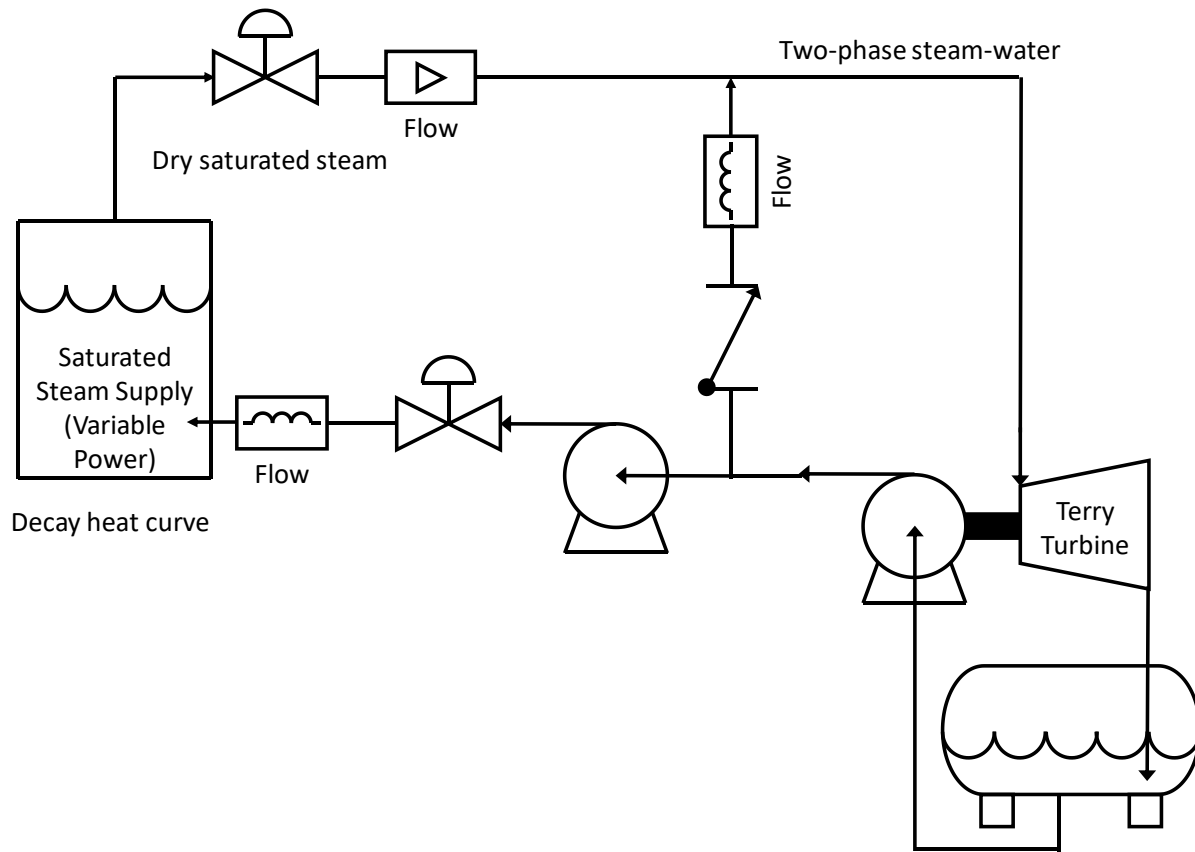 Two-phase steam-water
Flow
Dry saturated steam
Flow
Saturated
Steam Supply
(Variable
Power)
Flow
Decay heat curve
Terry
Turbine